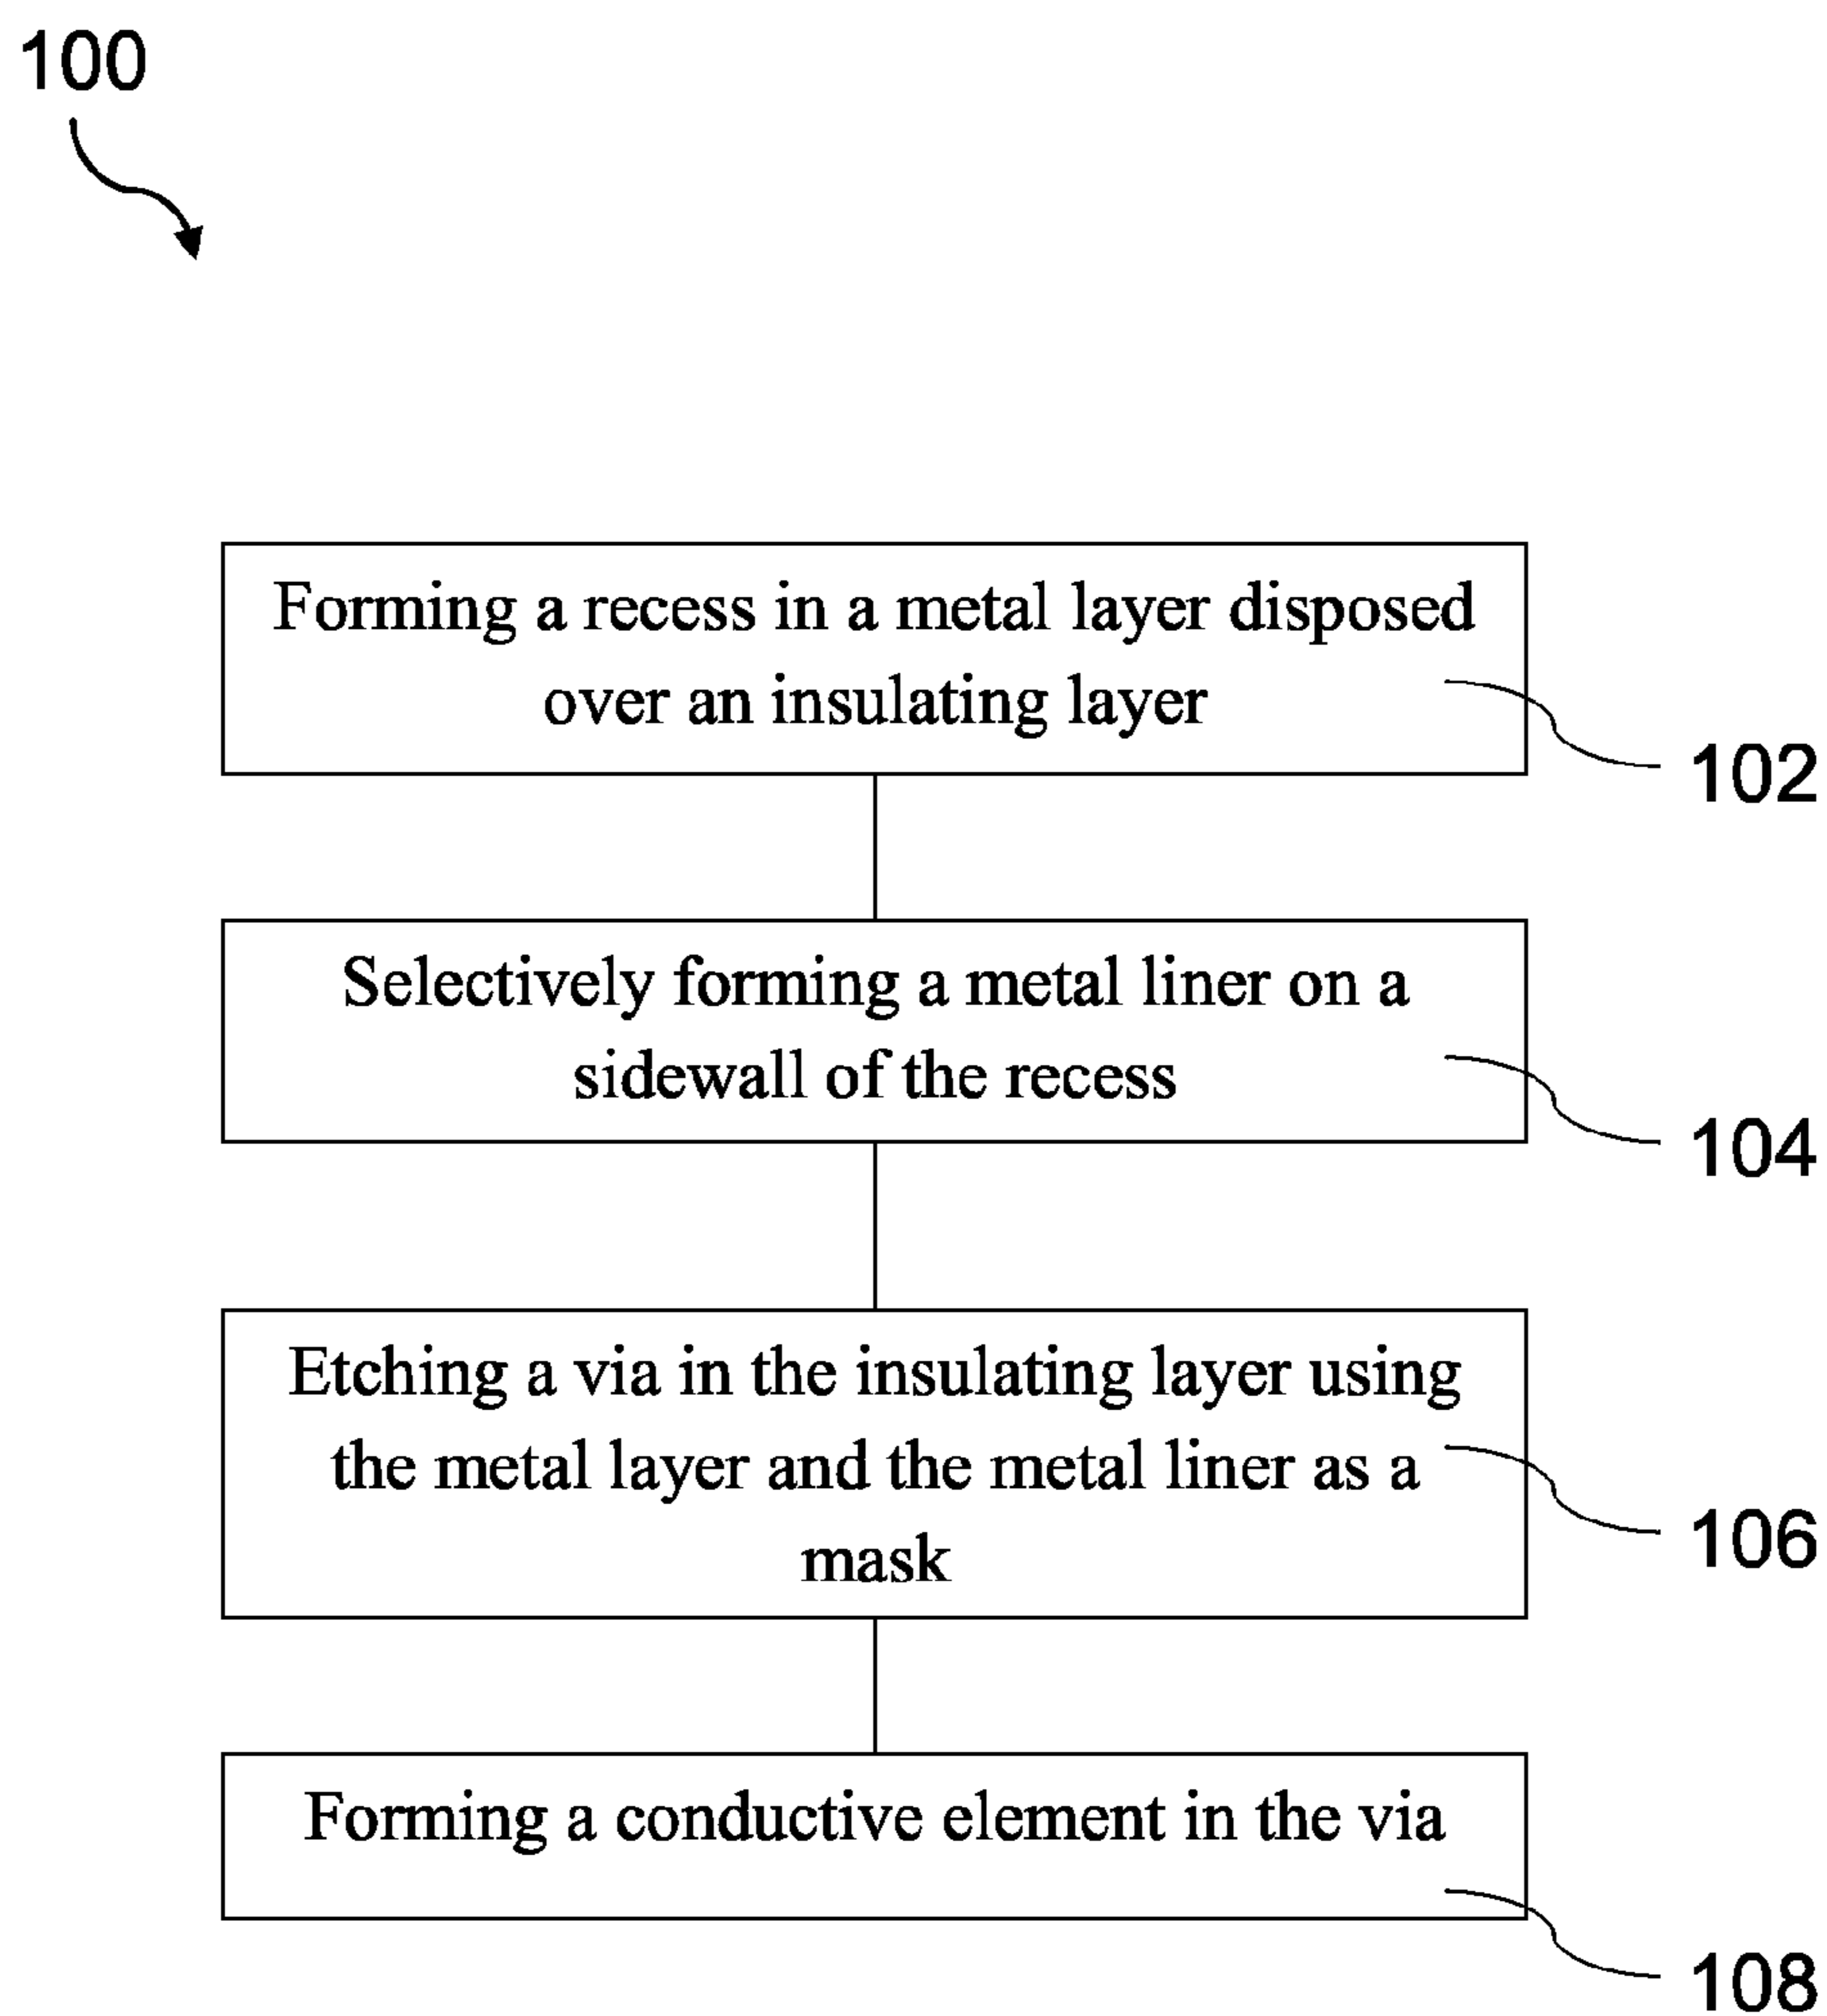 100
Forming a recess in a metal layer disposed
over an insulating layer
102
Selectively forming a metal liner on a
sidewall of the recess
104
Etching a via in the insulating layer using
the metal layer and the metal liner as a
mask
106
Forming a conductive element in the via
108